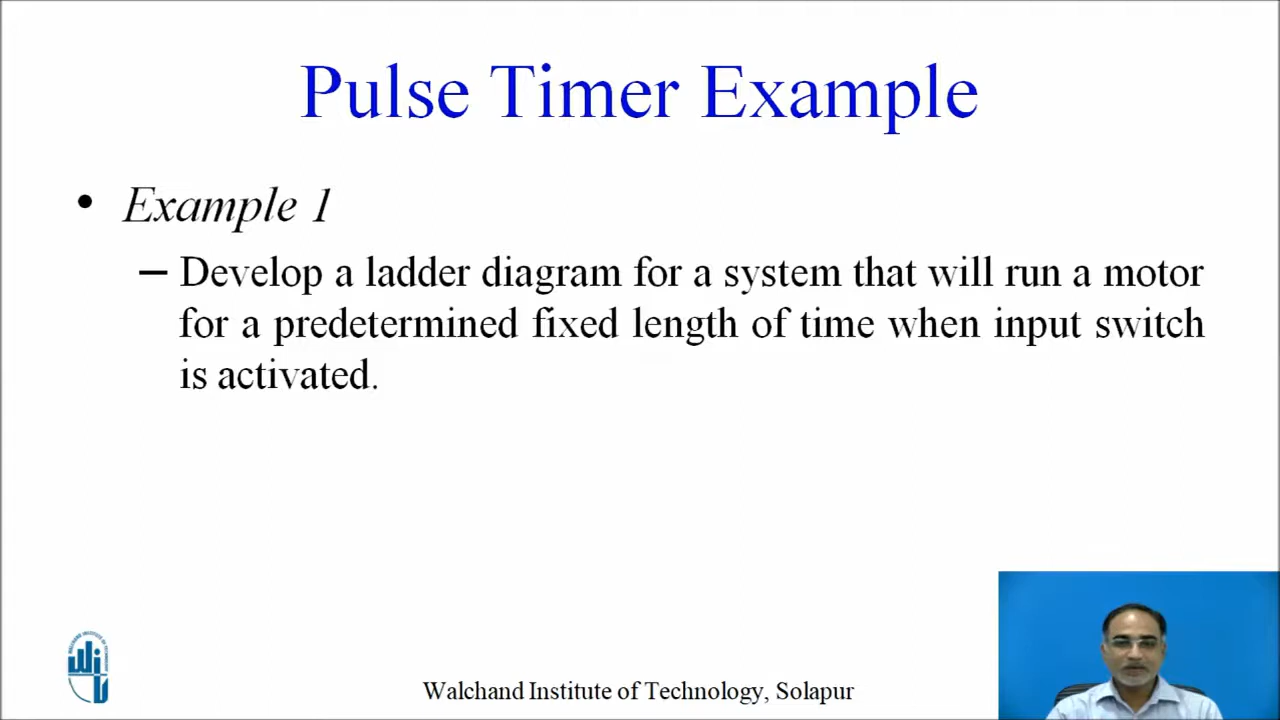 Pulse Timer Example
• Example 1
– Develop a ladder diagram for a system that will run a motor
for a predetermined fixed length of time when input switch
is activated.
Walchand Institute of Technology, Solapur